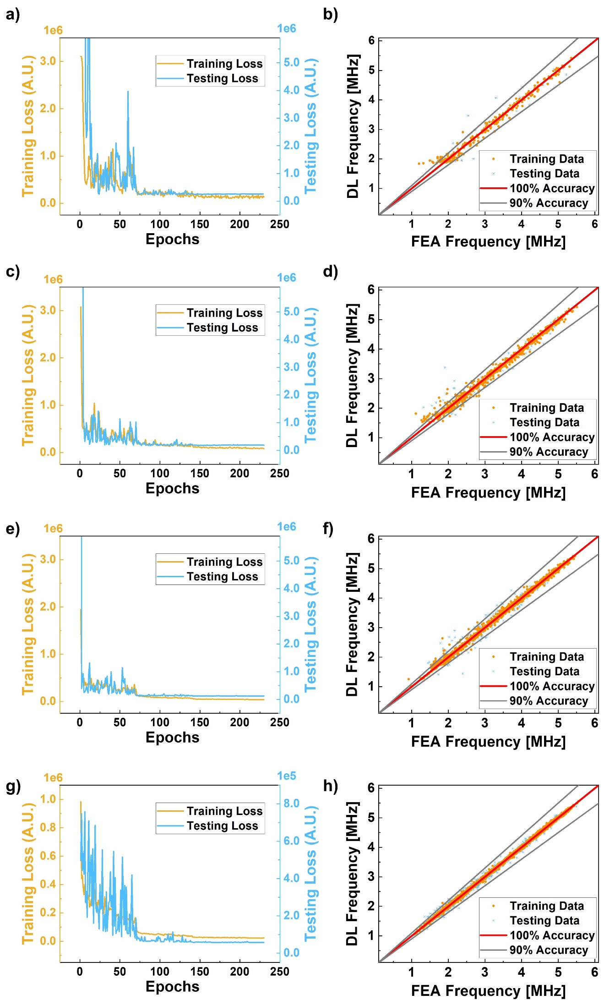 a)
1e6
1e6
Training Loss (A.U.)
3.0
2.0
1.0
0.0
Training Loss
Testing Loss
5.0
4.0
3.0
2.0
1.0
0.0
Testing Loss (A.U.)
0 50 100 150 200 250
Epochs
b)
DL Frequency [MHz]
6
5
4
3
2
1
Training Data
Testing Data
100% Accuracy
90% Accuracy
1 2 3 4 5 6
FEA Frequency [MHz]
c)
1e6
1e6
Training Loss (A.U.)
3.0
2.0
1.0
0.0
Training Loss
Testing Loss
5.0
4.0
3.0
2.0
1.0
0.0
Testing Loss (A.U.)
0 50 100 150 200 250
Epochs
d)
DL Frequency [MHz]
6
5
4
3
2
1
Training Data
Testing Data
100% Accuracy
90% Accuracy
1 2 3 4 5 6
FEA Frequency [MHz]
e)
1e6
1e6
Training Loss (A.U.)
3.0
2.0
1.0
0.0
Training Loss
Testing Loss
5.0
4.0
3.0
2.0
1.0
0.0
Testing Loss (A.U.)
0 50 100 150 200 250
Epochs
f)
DL Frequency [MHz]
6
5
4
3
2
1
Training Data
Testing Data
100% Accuracy
90% Accuracy
1 2 3 4 5 6
FEA Frequency [MHz]
g)
1e6
1e5
Training Loss (A.U.)
1.0
0.8
0.6
0.4
0.2
0.0
Training Loss
Testing Loss
8.0
6.0
4.0
2.0
0.0
Testing Loss (A.U.)
0 50 100 150 200 250
Epochs
h)
DL Frequency [MHz]
6
5
4
3
2
1
Training Data
Testing Data
100% Accuracy
90% Accuracy
1 2 3 4 5 6
FEA Frequency [MHz]